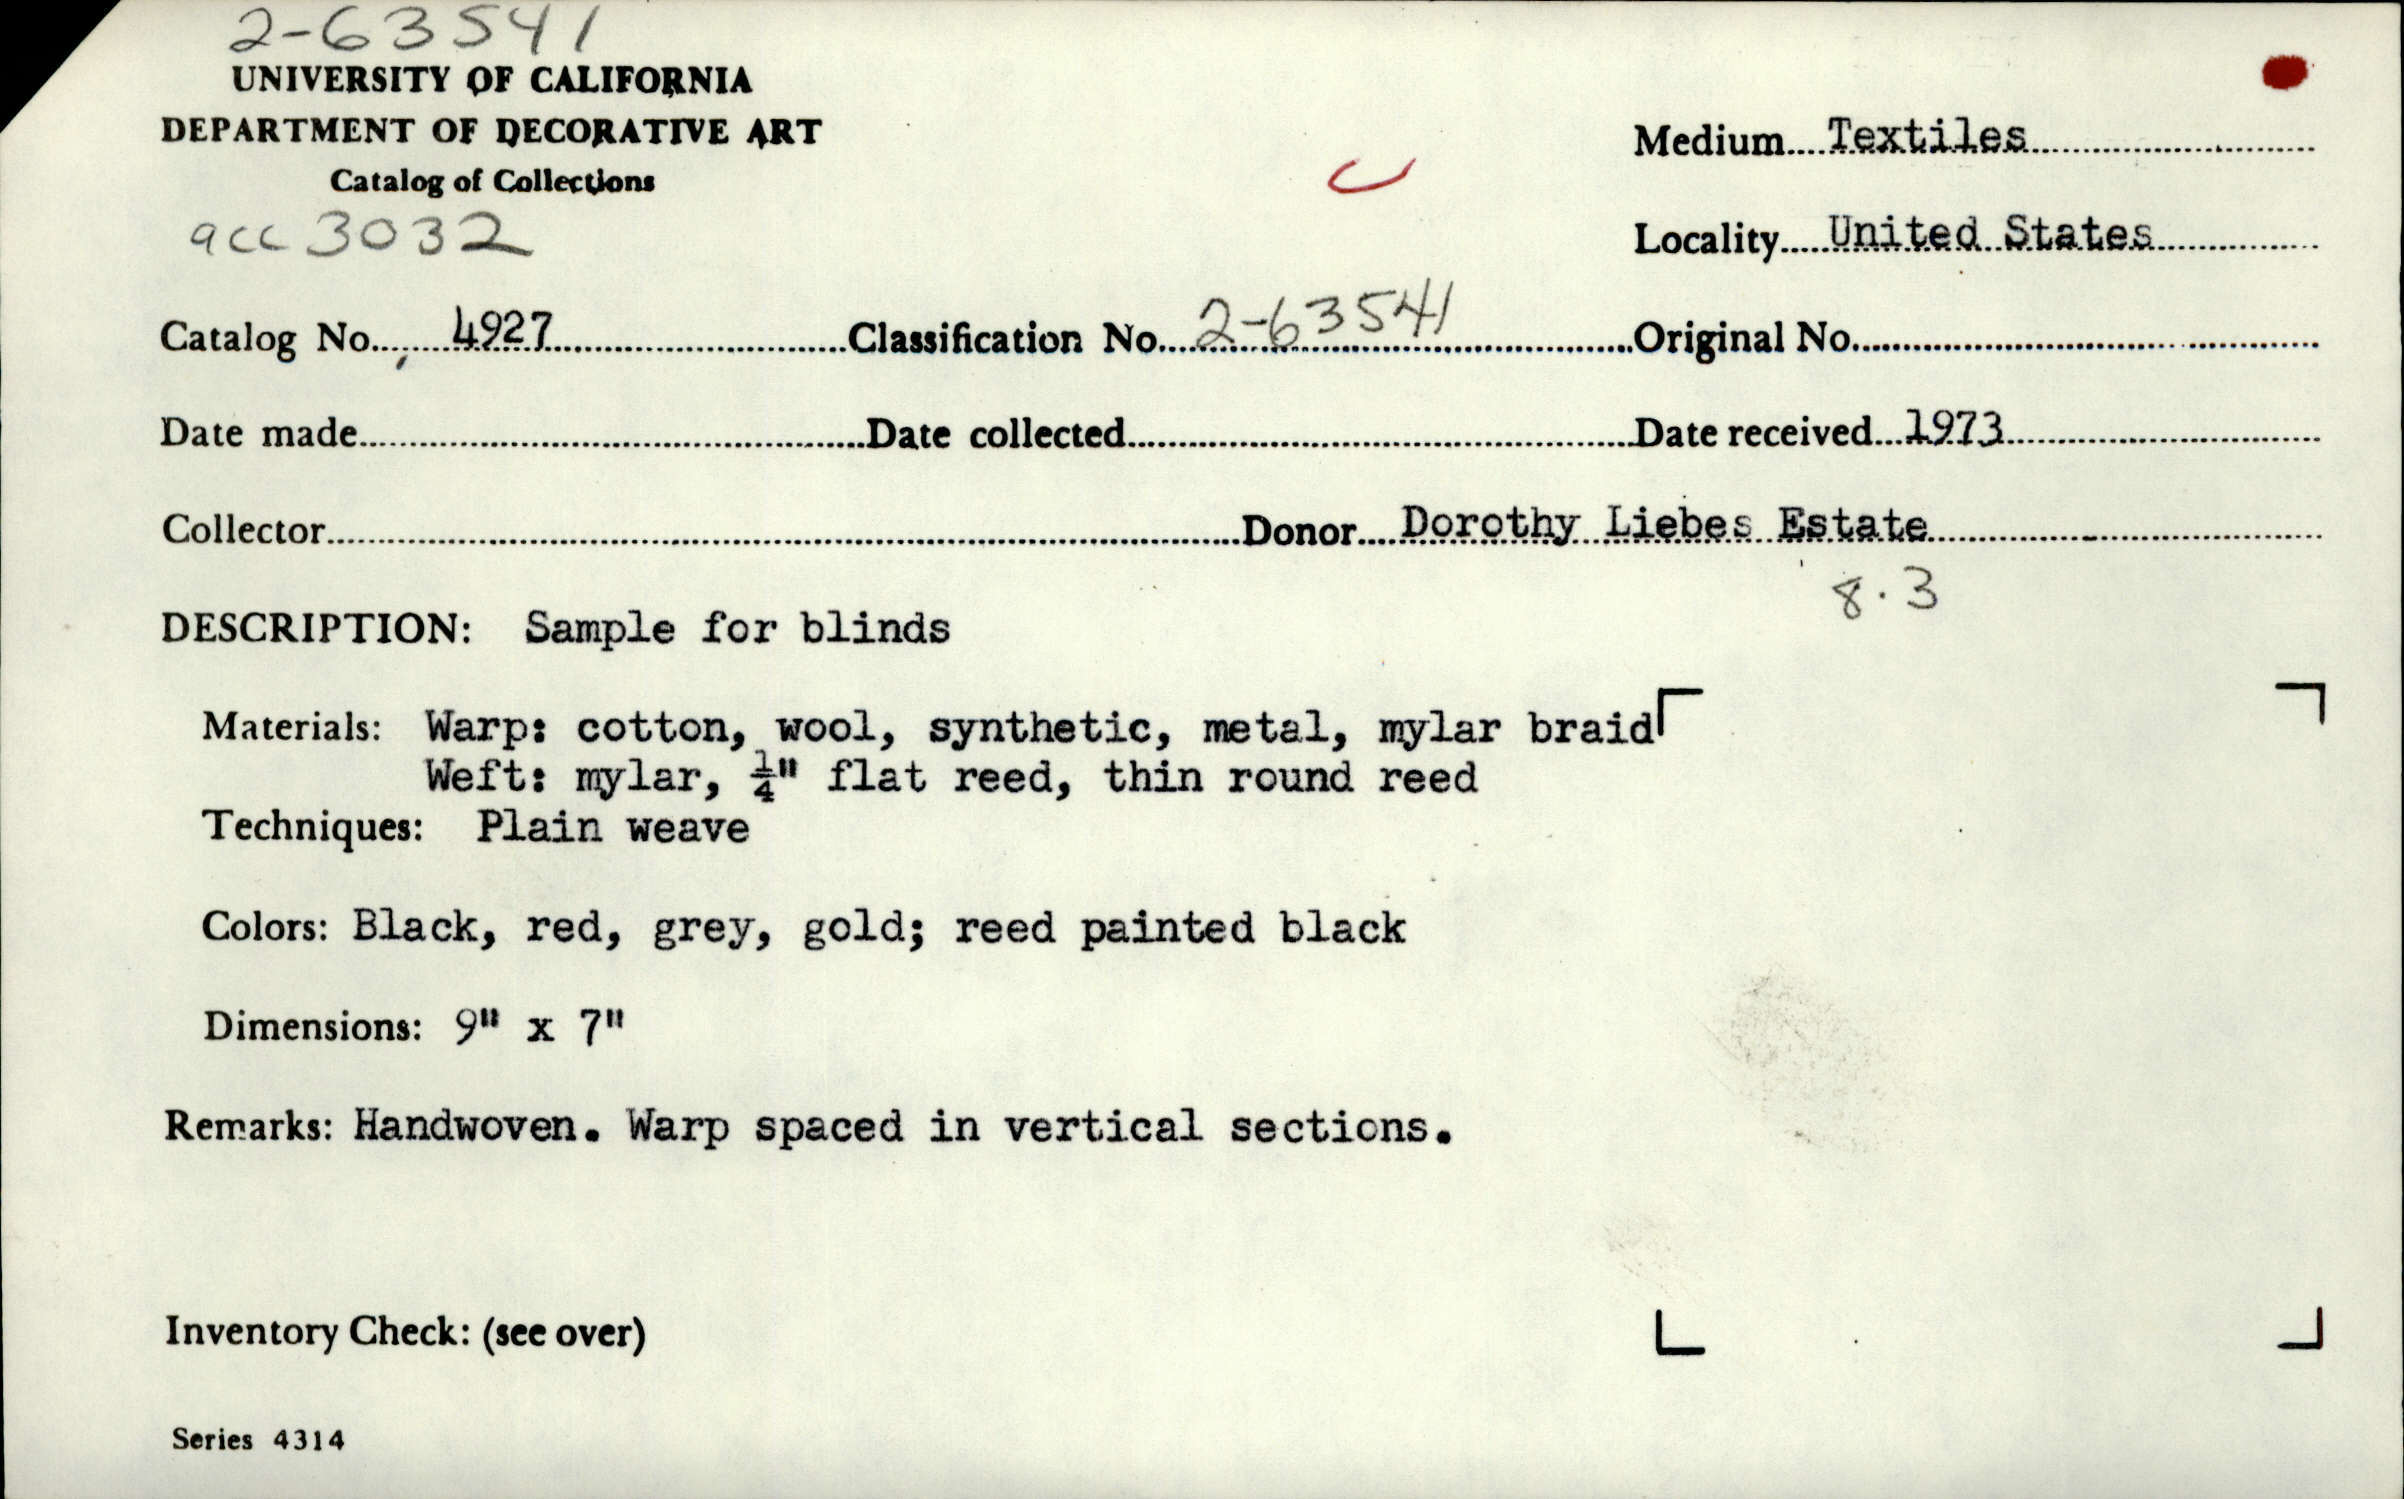 2-63541
UNIVERSITY OF CALIFORNIA
DEPARTMENT OF DECORATIVE ART
Catalog of Collections
acc 3032
Medium....Textiles
Locality.....United States
Catalog No. 4927 Classification No. 2-63541 Original No.
Date made Date collected Date received 1973
Collector Donor Dorothy Liebes Estate
8.3
DESCRIPTION: Sample for blinds
Materials: Warp: cotton, wool, synthetic, metal, mylar braid
Weft: mylar, ¼" flat reed, thin round reed
Techniques: Plain weave
Colors: Black, red, grey, gold; reed painted black
Dimensions: 9" x 7"
Remarks: Handwoven. Warp spaced in vertical sections.
Inventory Check: (see over)
Series 4314